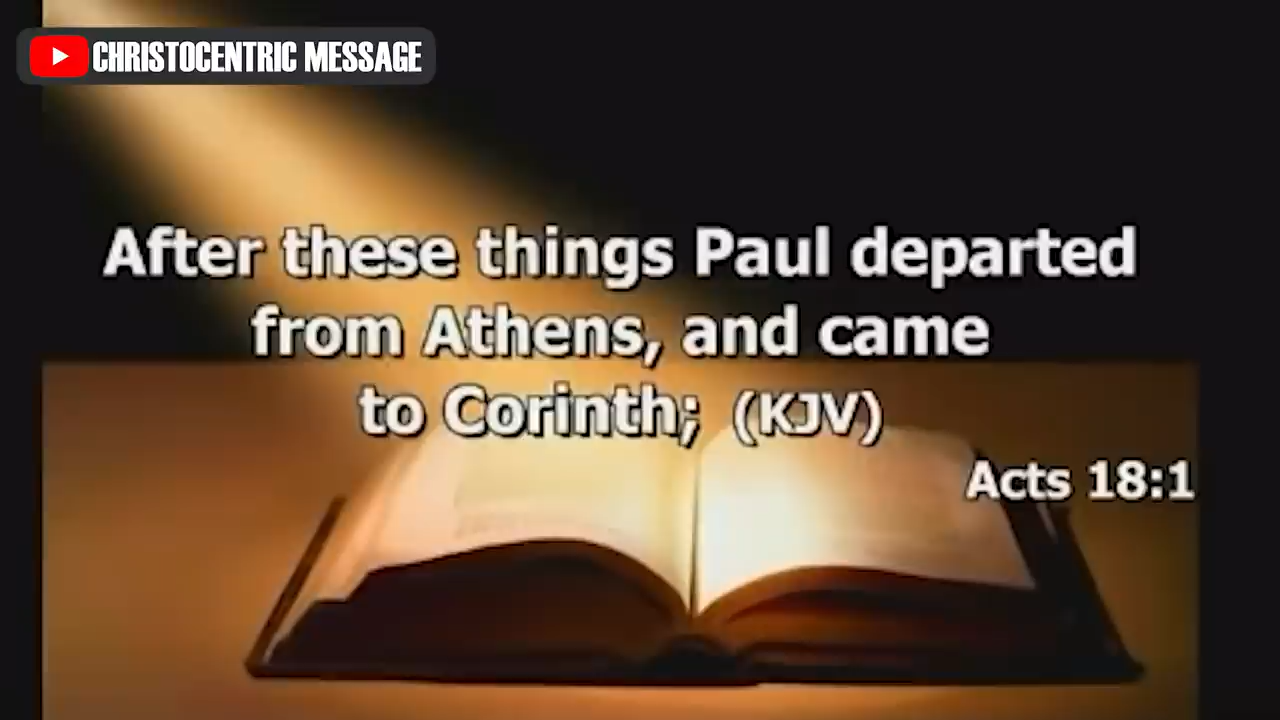 CHRISTOCENTRIC MESSAGE
After these things Paul departed
from Athens, and came
to Corinth; (KJV)
Acts 18:1